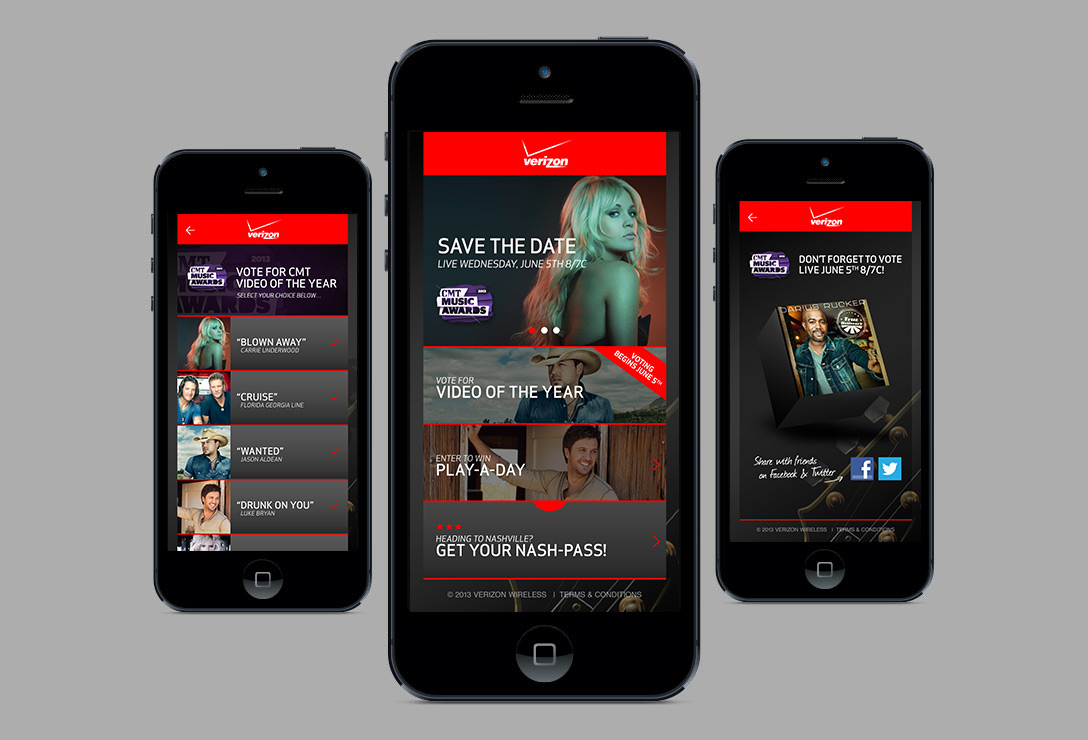 verizon
2013
CMT
MUSIC
AWARDS
VOTE FOR CMT
VIDEO OF THE YEAR
SELECT YOUR CHOICE BELOW...
"BLOWN AWAY"
CARRIE UNDERWOOD
"CRUISE"
FLORIDA GEORGIA LINE
"WANTED"
JASON ALDEAN
"DRUNK ON YOU"
LUKE BRYAN
verizon
SAVE THE DATE
LIVE WEDNESDAY, JUNE 5TH 8/7C
2013
CMT
MUSIC
AWARDS
VOTING
BEGINS JUNE 5TH
VOTE FOR
VIDEO OF THE YEAR
ENTER TO WIN
PLAY-A-DAY
HEADING TO NASHVILLE?
GET YOUR NASH-PASS!
© 2013 VERIZON WIRELESS | TERMS & CONDITIONS
verizon
CMT
MUSIC
AWARDS
DON'T FORGET TO VOTE
LIVE JUNE 5TH 8/7C!
DARIUS RUCKER
True
Believers
Share with friends
on Facebook & Twitter
f
© 2013 VERIZON WIRELESS | TERMS & CONDITIONS